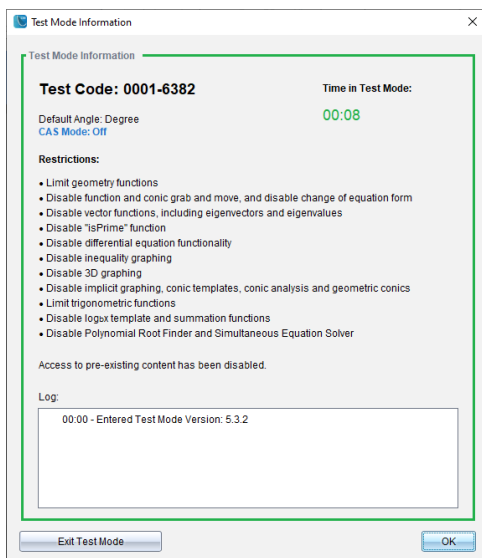 Test Mode Information
Test Mode Information
Test Code: 0001-6382
Time in Test Mode:
Default Angle: Degree
00:08
CAS Mode: Off
Restrictions:
• Limit geometry functions
• Disable function and conic grab and move, and disable change of equation form
• Disable vector functions, including eigenvectors and eigenvalues
• Disable "isPrime" function
• Disable differential equation functionality
• Disable inequality graphing
• Disable 3D graphing
• Disable implicit graphing, conic templates, conic analysis and geometric conics
• Limit trigonometric functions
• Disable logbx template and summation functions
• Disable Polynomial Root Finder and Simultaneous Equation Solver
Access to pre-existing content has been disabled.
Log:
00:00 - Entered Test Mode Version: 5.3.2
Exit Test Mode
OK